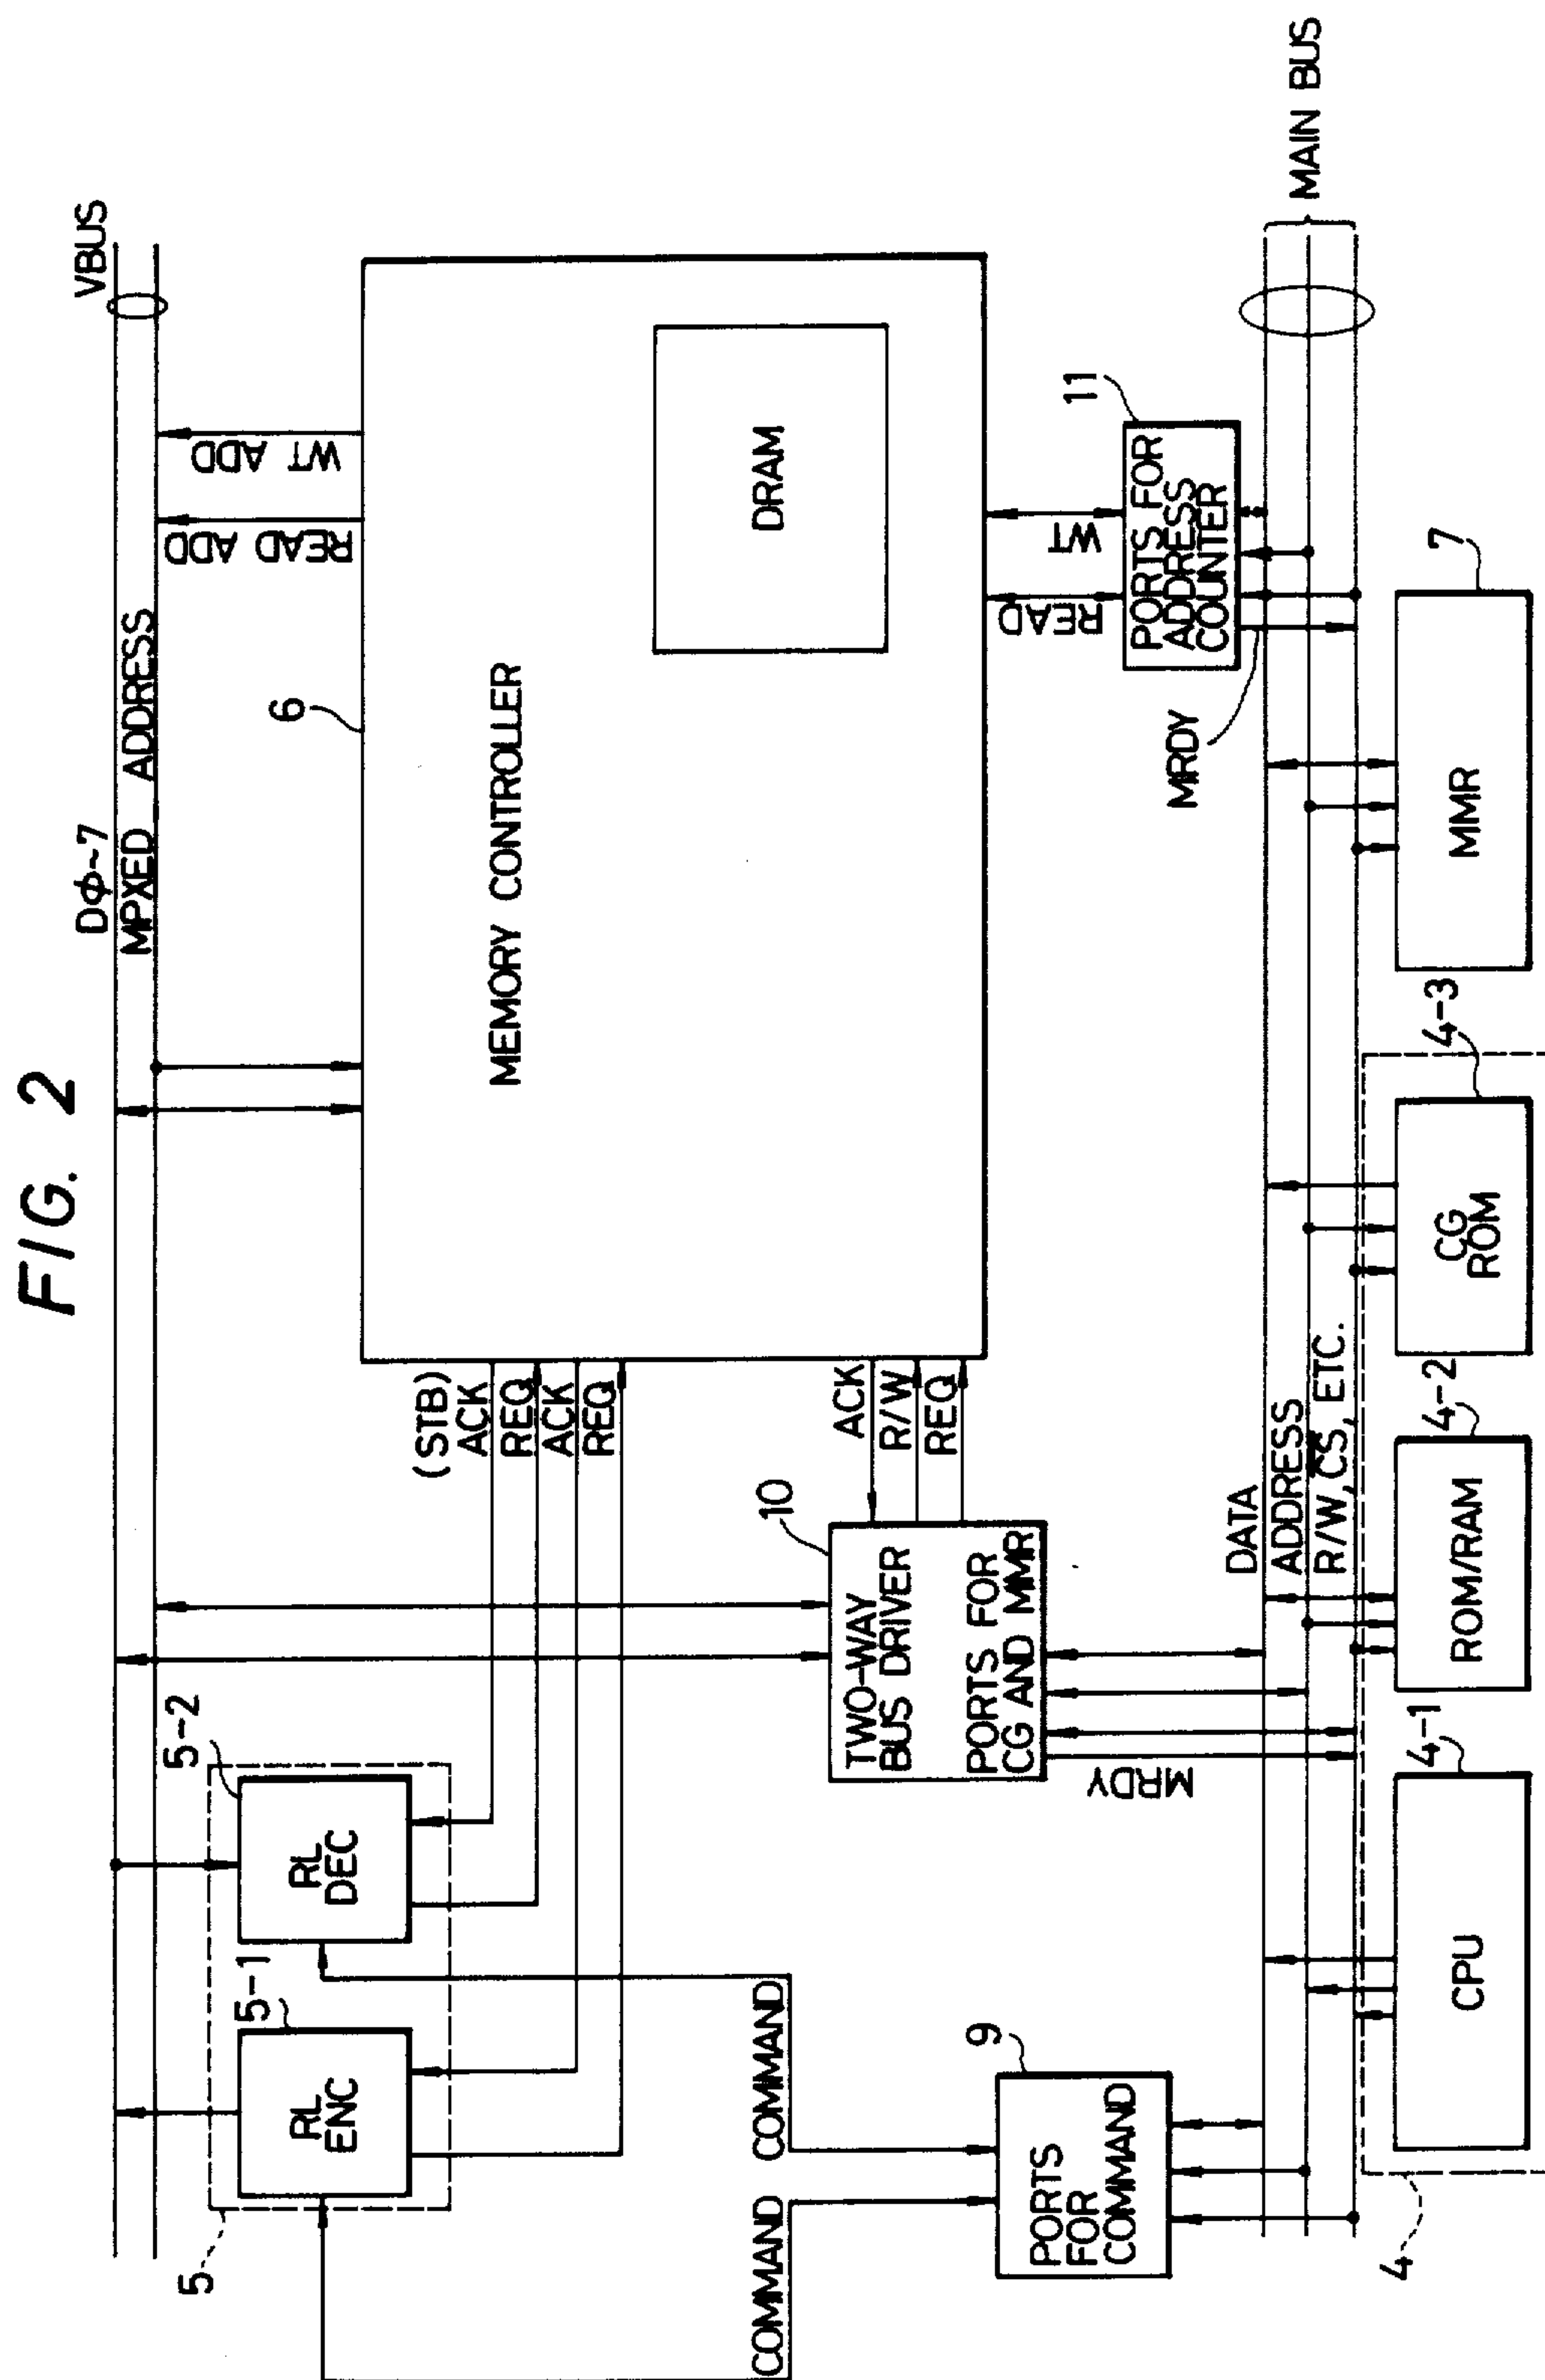 FIG. 2
VBUS
Dφ~7
MPXED ADDRESS
5
5-1
RL
ENC
5-2
RL
DEC
(STB)
ACK
REQ
ACK
REQ
6
MEMORY CONTROLLER
DRAM
READ ADD
WT ADD
COMMAND
COMMAND
9
PORTS
FOR
COMMAND
10
TWO-WAY
BUS DRIVER
PORTS FOR
CG AND MMR
ACK
R/W
REQ
MRDY
11
PORTS FOR
ADDRESS
COUNTER
READ
WT
MRDY
DATA
ADDRESS
R/W, C̅S̅, ETC.
MAIN BUS
4
4-1
CPU
4-2
ROM/RAM
4-3
CG
ROM
7
MMR